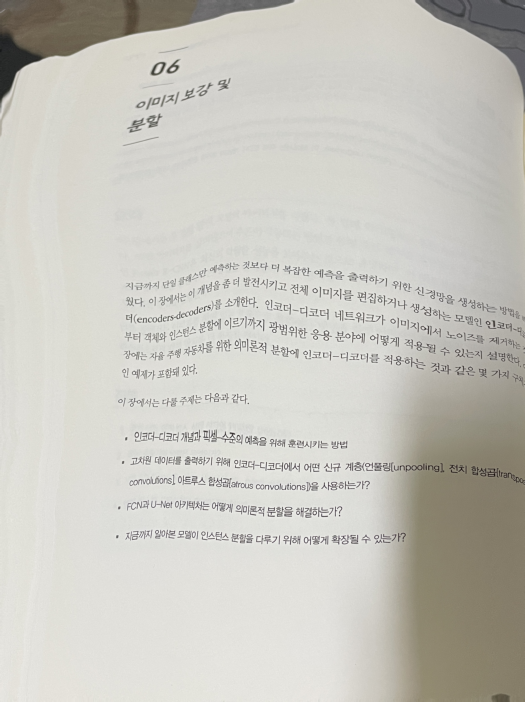 06
이미지 보강 및
분할
지금까지 단일 클래스만 예측하는 것보다 더 복잡한 예측을 출력하기 위한 신경망을 생성하는 방법을
웠다. 이 장에서는 이 개념을 좀 더 발전시키고 전체 이미지를 편집하거나 생성하는 모델인 인코더-
더(encoders-decoders)를 소개한다. 인코더-디코더 네트워크가 이미지에서 노이즈를 제거하는
부터 객체와 인스턴스 분할에 이르기까지 광범위한 응용 분야에 어떻게 적용될 수 있는지 설명한다.
장에는 자율 주행 자동차를 위한 의미론적 분할에 인코더-디코더를 적용하는 것과 같은 몇 가지
인 예제가 포함돼 있다.
이 장에서는 다룰 주제는 다음과 같다.
• 인코더-디코더 개념과 픽셀-수준의 예측을 위해 훈련시키는 방법
• 고차원 데이터를 출력하기 위해 인코더-디코더에서 어떤 신규 계층(언풀링[unpooling], 전치 합성곱[
convolutions], 아트루스 합성곱[atrous convolutions])을 사용하는가?
• FCN과 U-Net 아키텍처는 어떻게 의미론적 분할을 해결하는가?
• 지금까지 알아본 모델이 인스턴스 분할을 다루기 위해 어떻게 확장될 수 있는가?